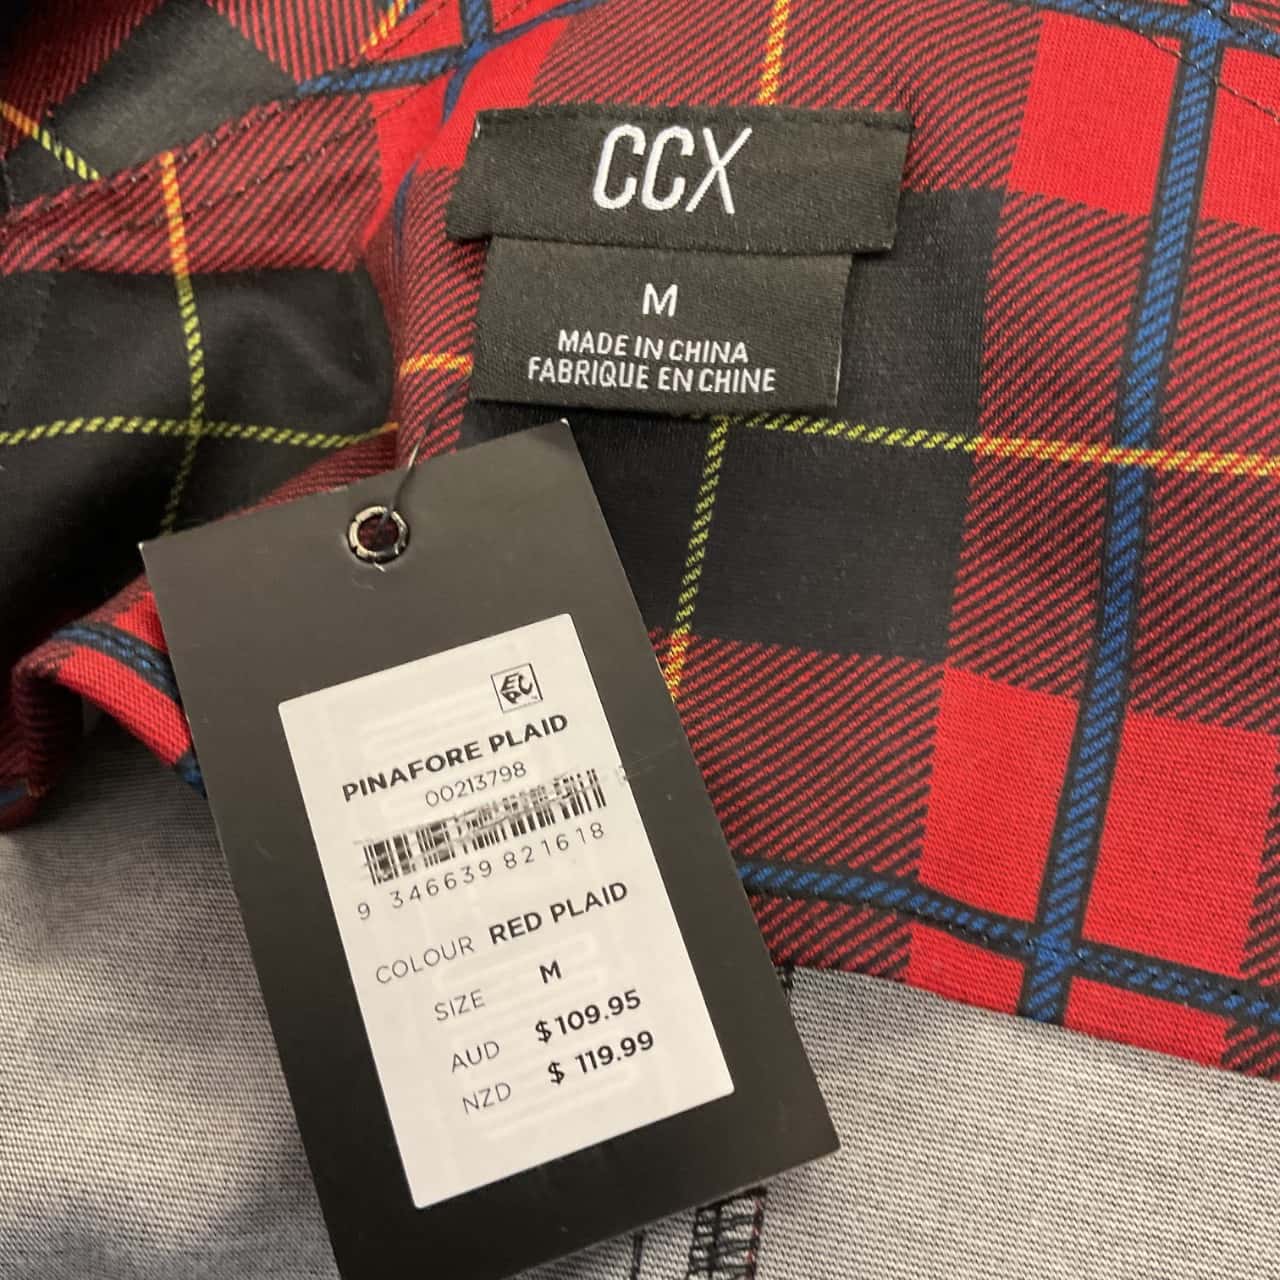 CCX
M
MADE IN CHINA
FABRIQUE EN CHINE
PINAFORE PLAID
00213798
9 346639 821618
COLOUR RED PLAID
SIZE M
AUD $109.95
NZD $ 119.99